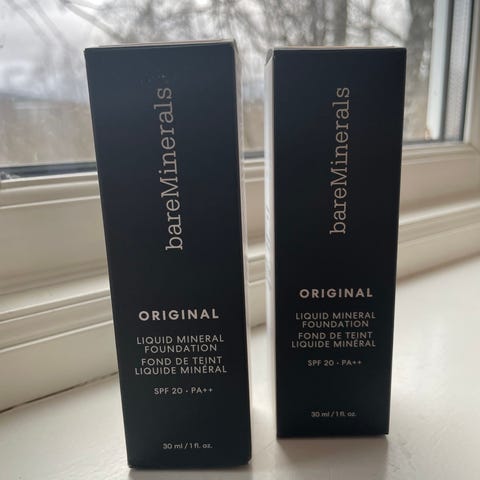 bareMinerals
ORIGINAL
LIQUID MINERAL
FOUNDATION
FOND DE TEINT
LIQUIDE MINÉRAL
SPF 20 • PA++
30 ml / 1 fl. oz.
bareMinerals
ORIGINAL
LIQUID MINERAL
FOUNDATION
FOND DE TEINT
LIQUIDE MINÉRAL
SPF 20 • PA++
30 ml / 1 fl. oz.